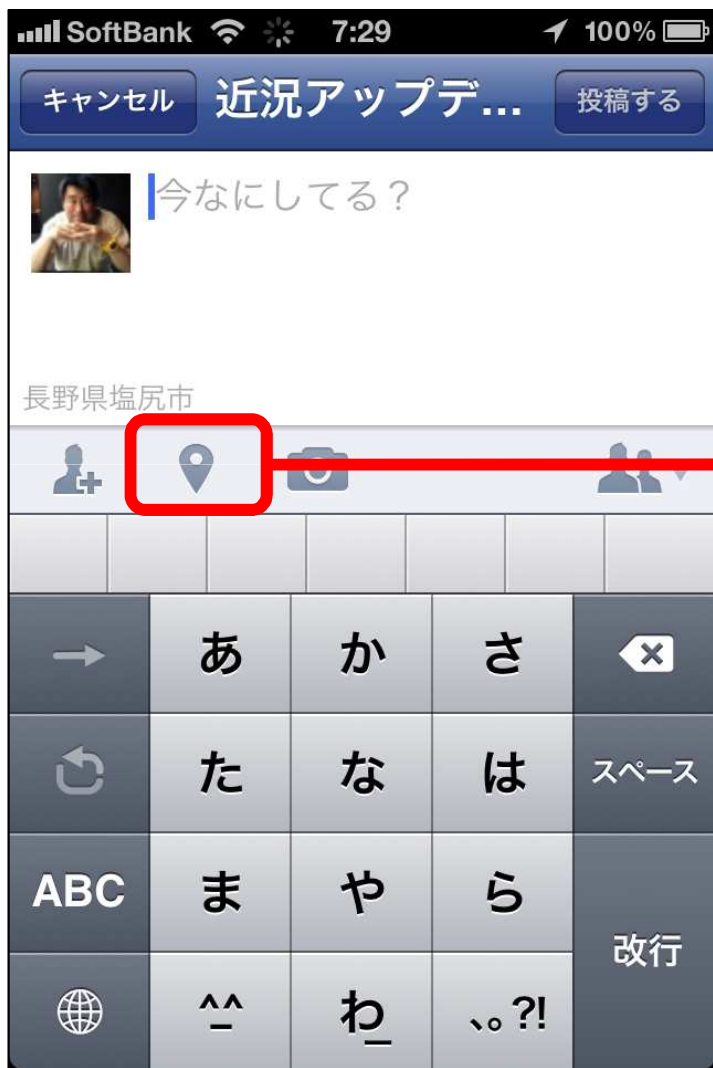 SoftBank 7:29 100%
キャンセル 近況アップデ... 投稿する
今なにしてる？
長野県塩尻市
→ あ か さ
た な は スペース
ABC ま や ら 改行
^_^ わ_ 、。?!